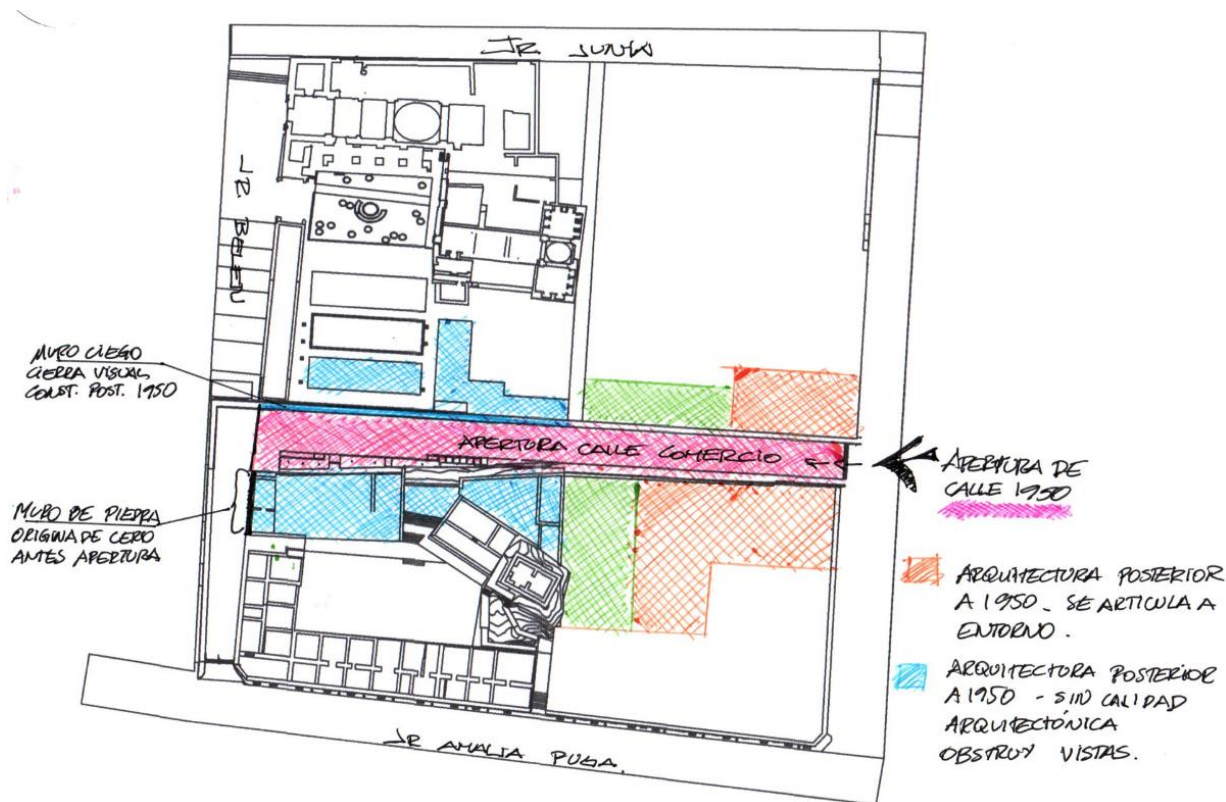 JR JUNIN
JR BELEN
MURO CIEGO
CIERRA VISUAL
CONST. POST. 1950
APERTURA CALLE COMERCIO
APERTURA DE
CALLE 1950
MURO DE PIEDRA
ORIGINA DE CERO
ANTES APERTURA
ARQUITECTURA POSTERIOR
A 1950 - SE ARTICULA A
ENTORNO.
ARQUITECTURA POSTERIOR
A 1950 - SIN CALIDAD
ARQUITECTÓNICA
OBSTRUY VISTAS.
JR AMALIA PUGA.